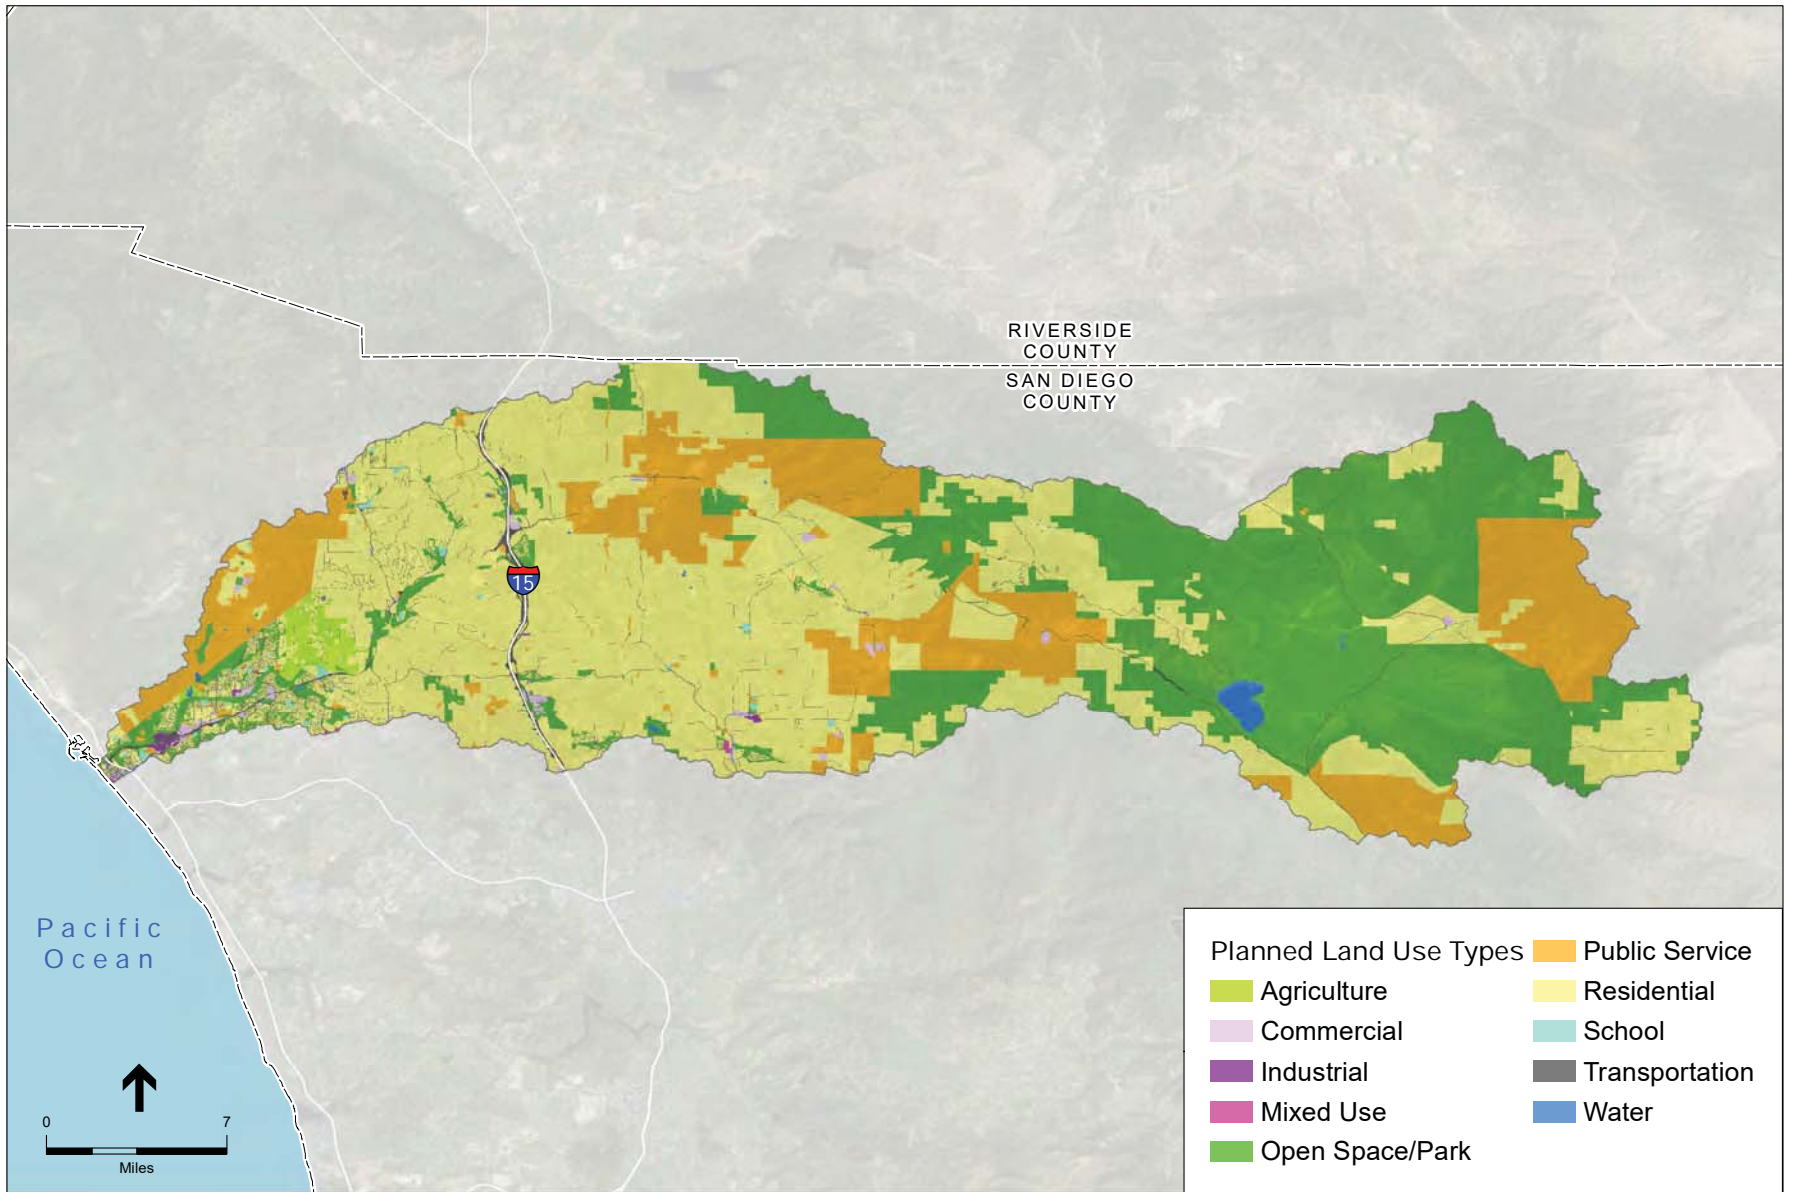 RIVERSIDE
COUNTY
SAN DIEGO
COUNTY
15
Pacific
Ocean
0 7
Miles
Planned Land Use Types
Agriculture
Commercial
Industrial
Mixed Use
Open Space/Park
Public Service
Residential
School
Transportation
Water